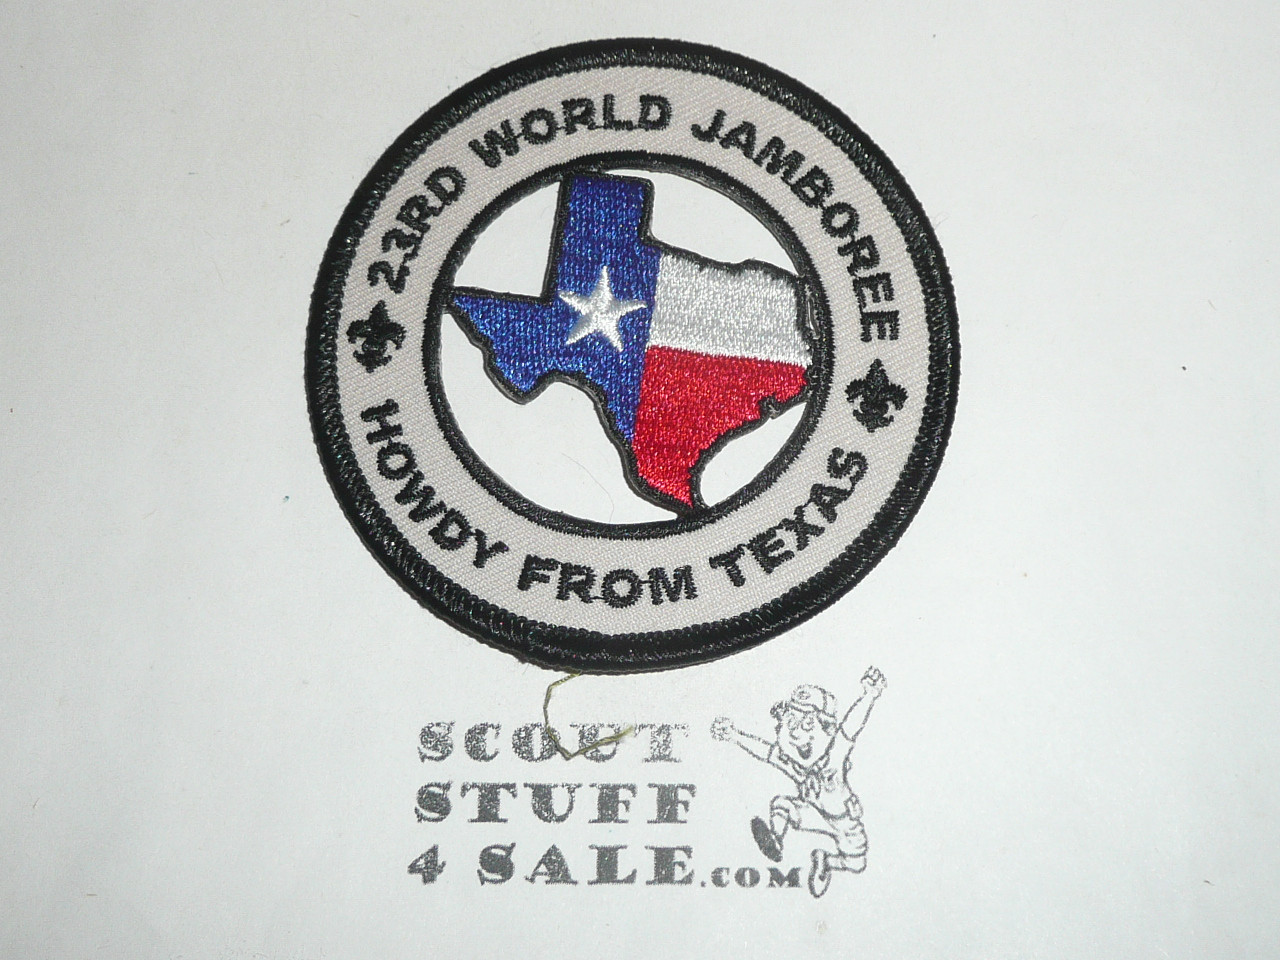 23RD WORLD JAMBOREE
HOWDY FROM TEXAS
SCOUT
STUFF
4 SALE.COM